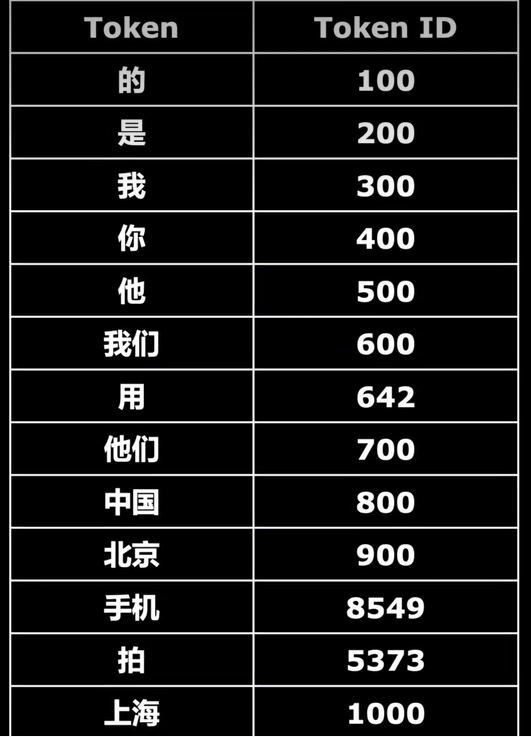 Token Token ID
的 100
是 200
我 300
你 400
他 500
我们 600
用 642
他们 700
中国 800
北京 900
手机 8549
拍 5373
上海 1000